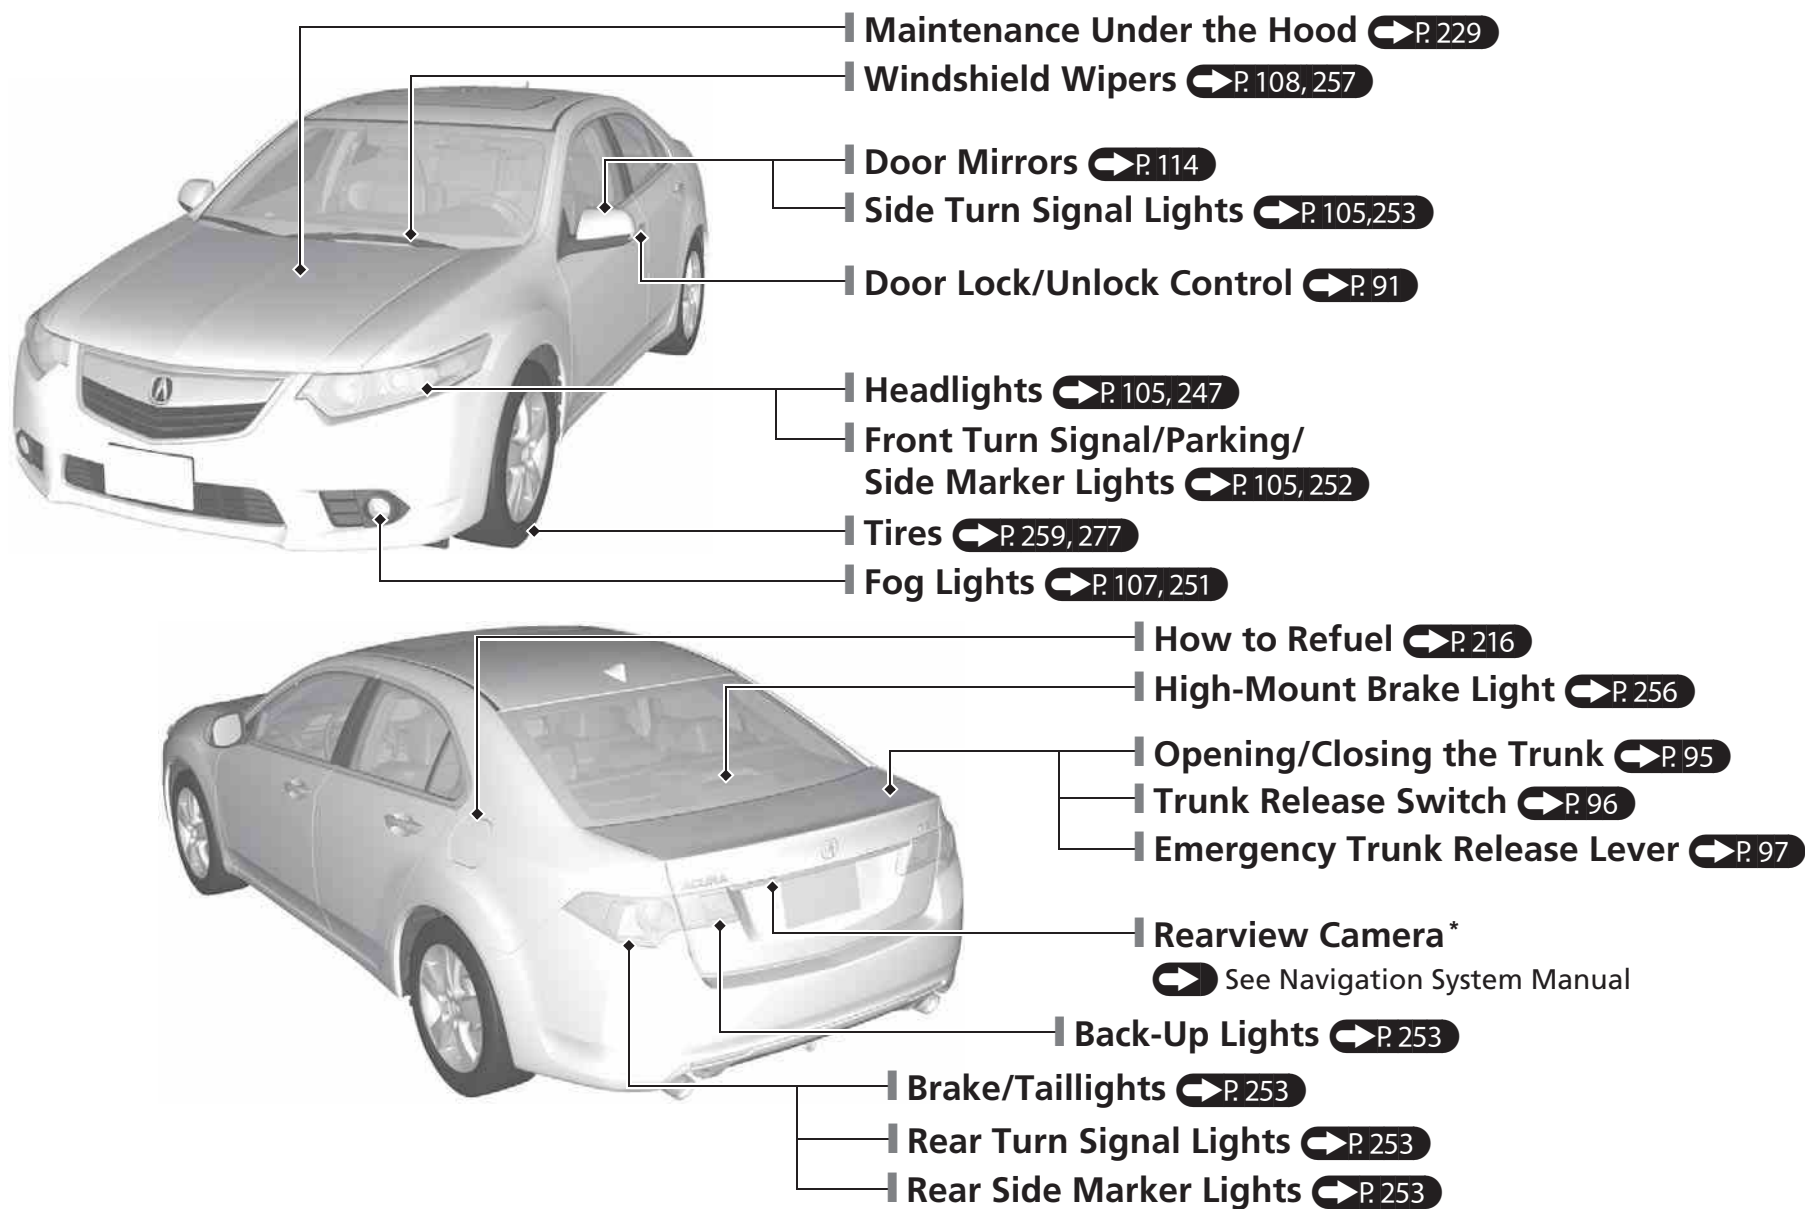 Maintenance Under the Hood P. 229
Windshield Wipers P. 108, 257
Door Mirrors P. 114
Side Turn Signal Lights P. 105,253
Door Lock/Unlock Control P. 91
Headlights P. 105, 247
Front Turn Signal/Parking/
Side Marker Lights P. 105, 252
Tires P. 259, 277
Fog Lights P. 107, 251
How to Refuel P. 216
High-Mount Brake Light P. 256
Opening/Closing the Trunk P. 95
Trunk Release Switch P. 96
Emergency Trunk Release Lever P. 97
ACURA
Rearview Camera*
See Navigation System Manual
Back-Up Lights P. 253
Brake/Taillights P. 253
Rear Turn Signal Lights P. 253
Rear Side Marker Lights P. 253